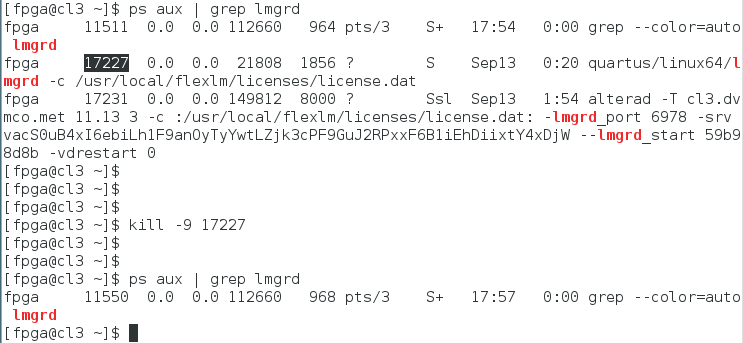 [fpga@cl3 ~]$ ps aux | grep lmgrd
fpga 11511 0.0 0.0 112660 964 pts/3 S+ 17:54 0:00 grep --color=auto
lmgrd
fpga 17227 0.0 0.0 21808 1856 ? S Sep13 0:20 quartus/linux64/l
mgrd -c /usr/local/flexlm/licenses/license.dat
fpga 17231 0.0 0.0 149812 8000 ? Ssl Sep13 1:54 alterad -T cl3.dv
mco.met 11.13 3 -c :/usr/local/flexlm/licenses/license.dat: -lmgrd_port 6978 -srv
vacS0uB4xI6ebiLh1F9anOyTyYwtLZjk3cPF9GuJ2RPxxF6B1iEhDiixtY4xDjW --lmgrd_start 59b9
8d8b -vdrestart 0
[fpga@cl3 ~]$
[fpga@cl3 ~]$
[fpga@cl3 ~]$
[fpga@cl3 ~]$ kill -9 17227
[fpga@cl3 ~]$
[fpga@cl3 ~]$
[fpga@cl3 ~]$ ps aux | grep lmgrd
fpga 11550 0.0 0.0 112660 968 pts/3 S+ 17:57 0:00 grep --color=auto
lmgrd
[fpga@cl3 ~]$